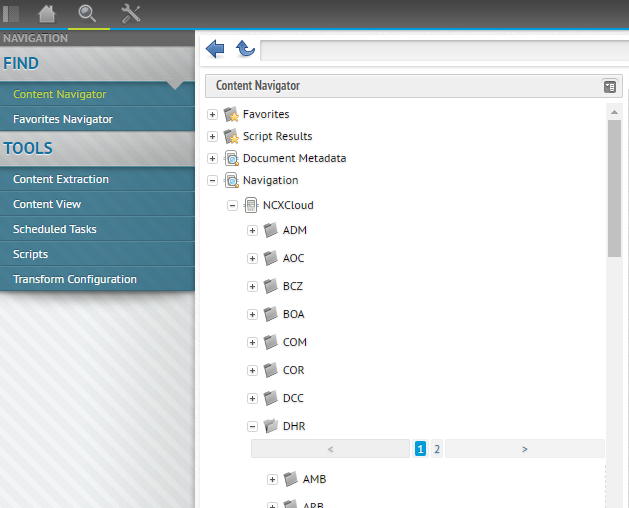 NAVIGATION
FIND
Content Navigator
Favorites Navigator
TOOLS
Content Extraction
Content View
Scheduled Tasks
Scripts
Transform Configuration
Content Navigator
Favorites
Script Results
Document Metadata
Navigation
NCXCloud
ADM
AOC
BCZ
BOA
COM
COR
DCC
DHR
< 1 2 >
AMB
ARB